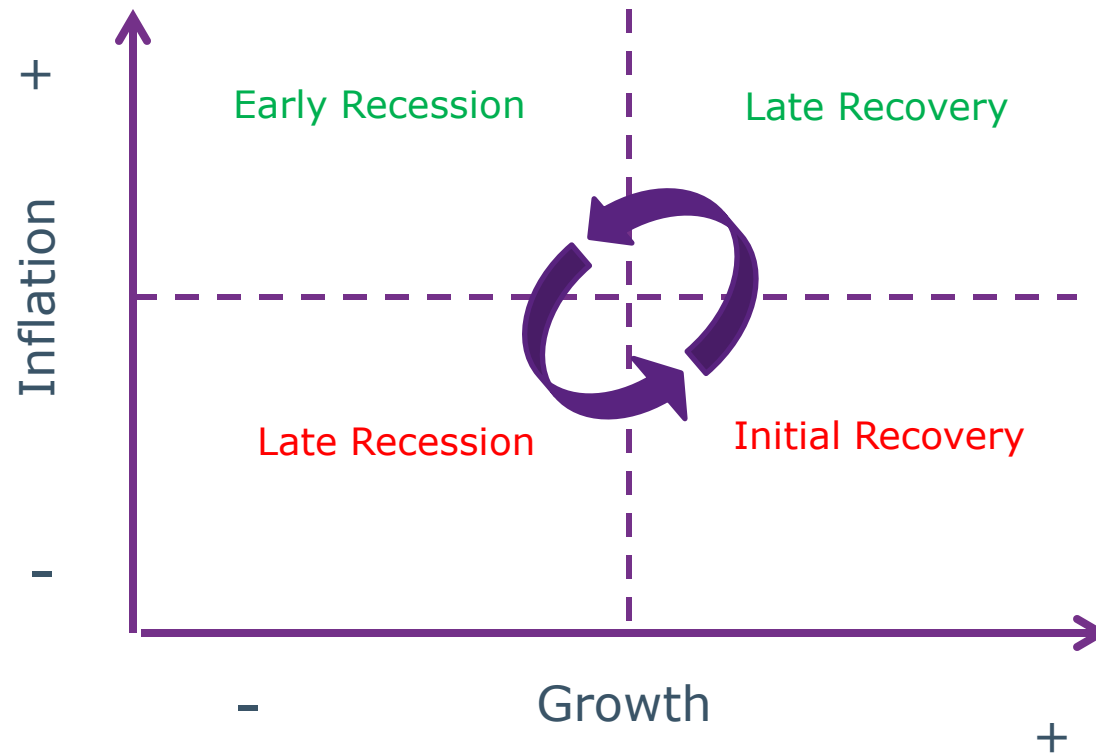 +
Early Recession
Late Recovery
Inflation
Late Recession
Initial Recovery
-
-
Growth
+